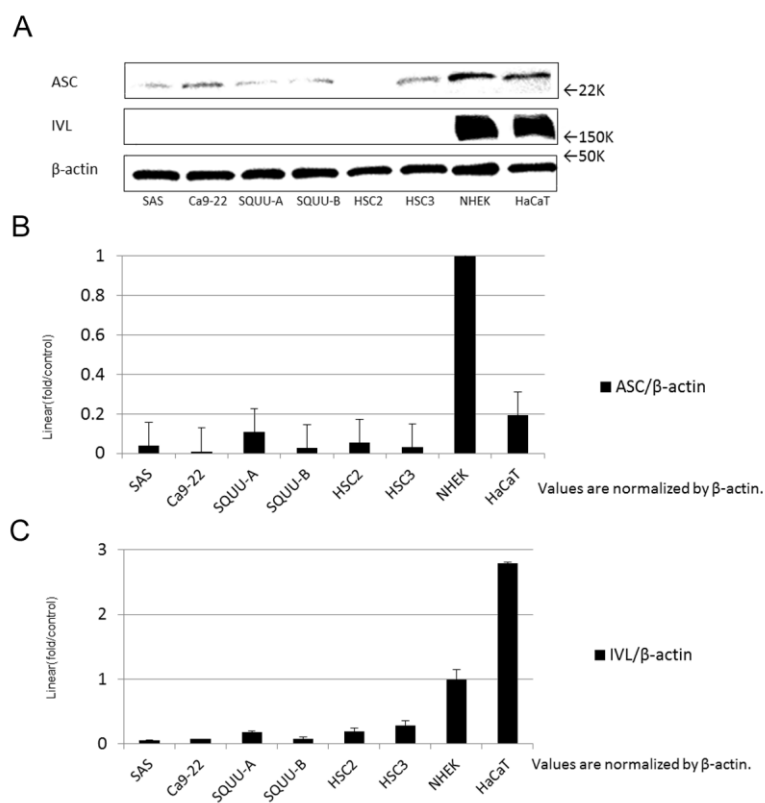 A
ASC
←22K
IVL
←150K
←50K
β-actin
SAS Ca9-22 SQUU-A SQUU-B HSC2 HSC3 NHEK HaCaT
B
1
0.8
0.6
0.4
0.2
0
Linear(fold/control)
ASC/β-actin
SAS Ca9-22 SQUU-A SQUU-B HSC2 HSC3 NHEK HaCaT
Values are normalized by β-actin.
C
3
2
1
0
Linear(fold/control)
IVL/β-actin
SAS Ca9-22 SQUU-A SQUU-B HSC2 HSC3 NHEK HaCaT
Values are normalized by β-actin.